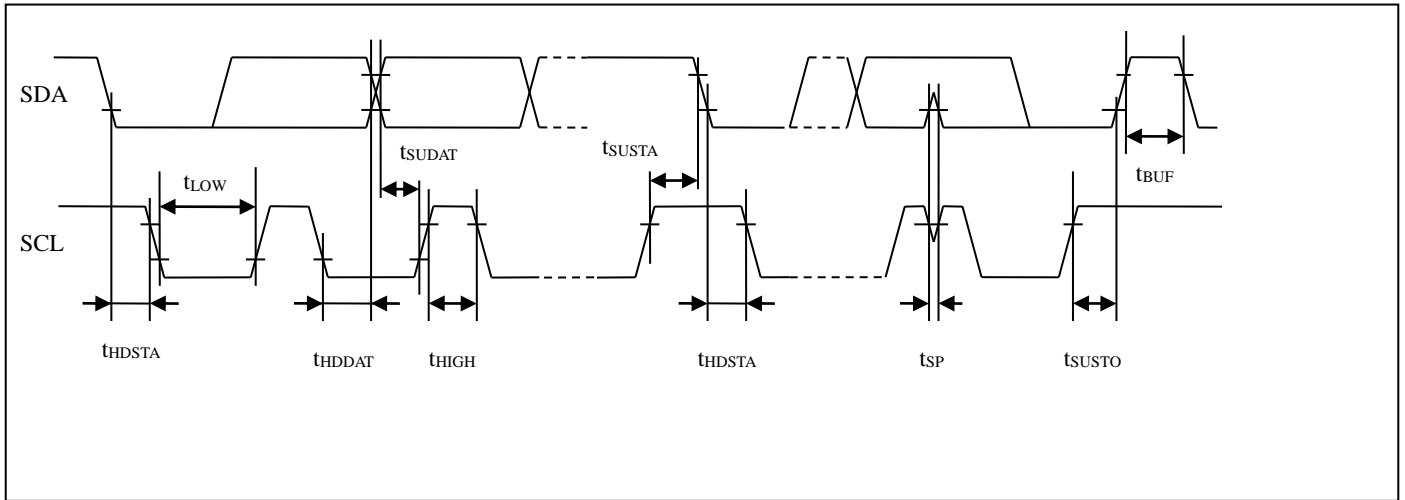 SDA
tSUDAT
tSUSTA
tBUF
tLOW
SCL
tHDSTA
tHDDAT
tHIGH
tHDSTA
tSP
tSUSTO